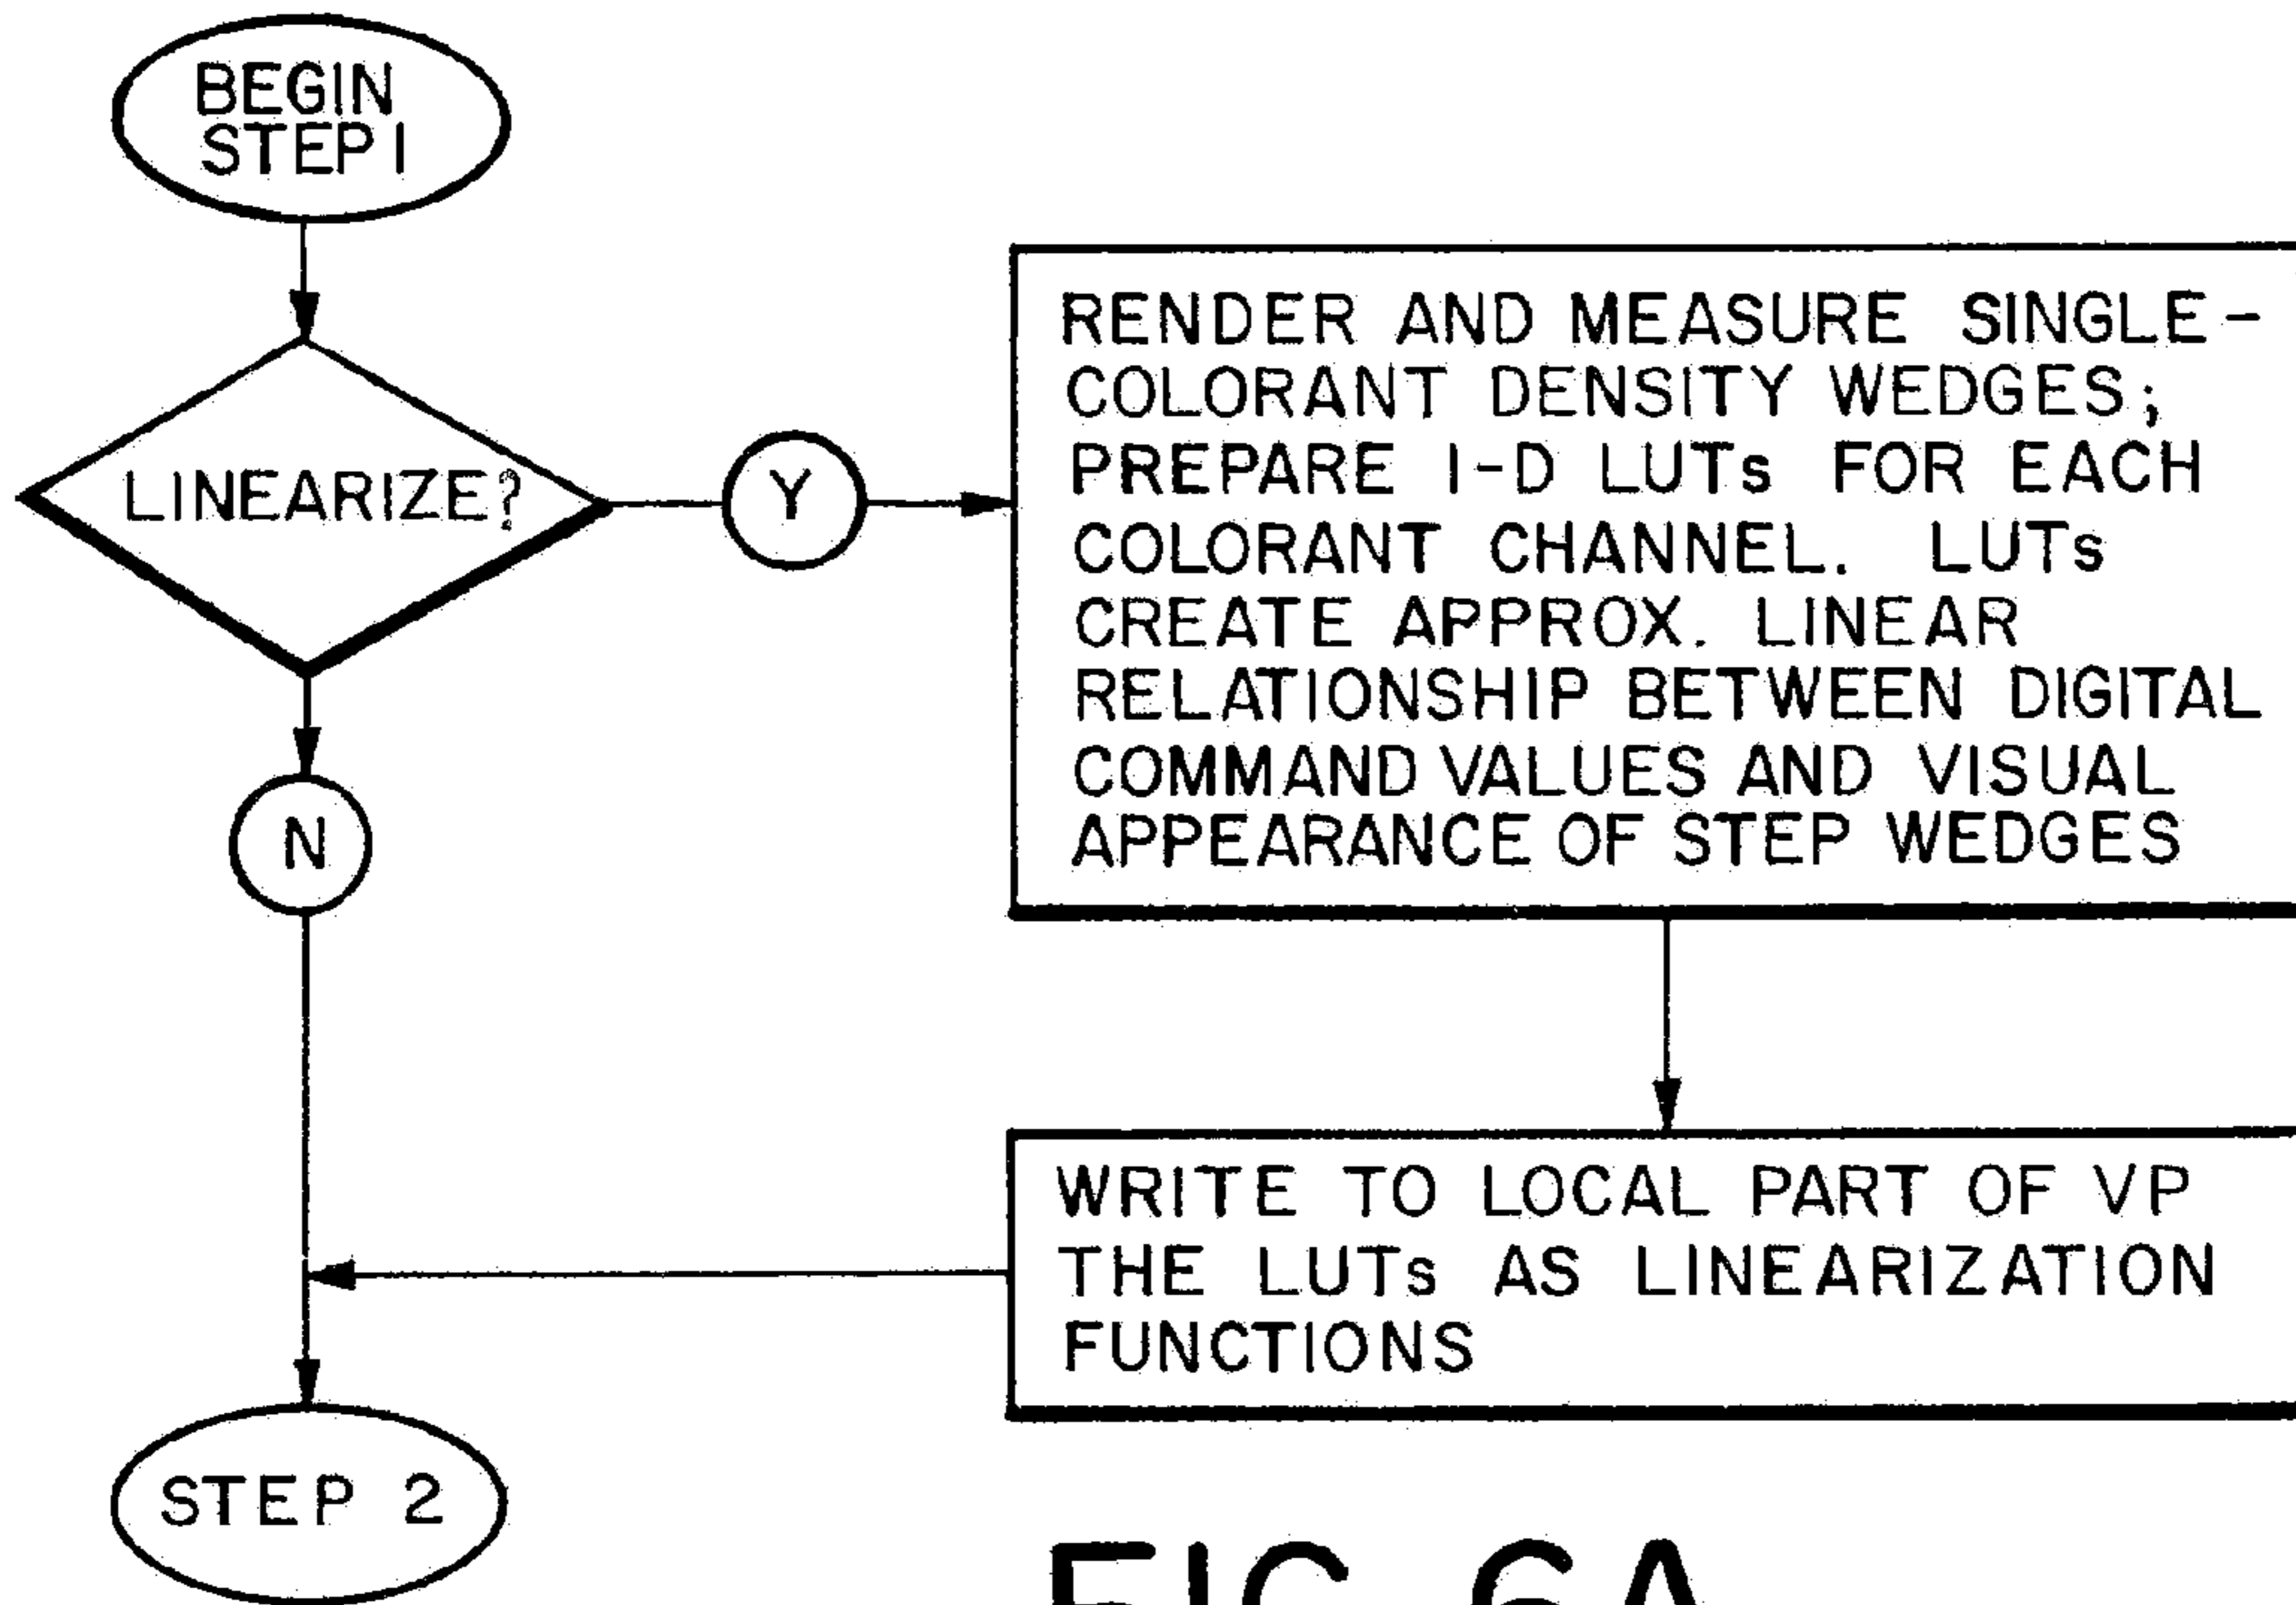 BEGIN
STEP 1
LINEARIZE?
Y
RENDER AND MEASURE SINGLE-
COLORANT DENSITY WEDGES;
PREPARE 1-D LUTs FOR EACH
COLORANT CHANNEL. LUTs
CREATE APPROX. LINEAR
RELATIONSHIP BETWEEN DIGITAL
COMMAND VALUES AND VISUAL
APPEARANCE OF STEP WEDGES
N
WRITE TO LOCAL PART OF VP
THE LUTs AS LINEARIZATION
FUNCTIONS
STEP 2
FIG. 6A